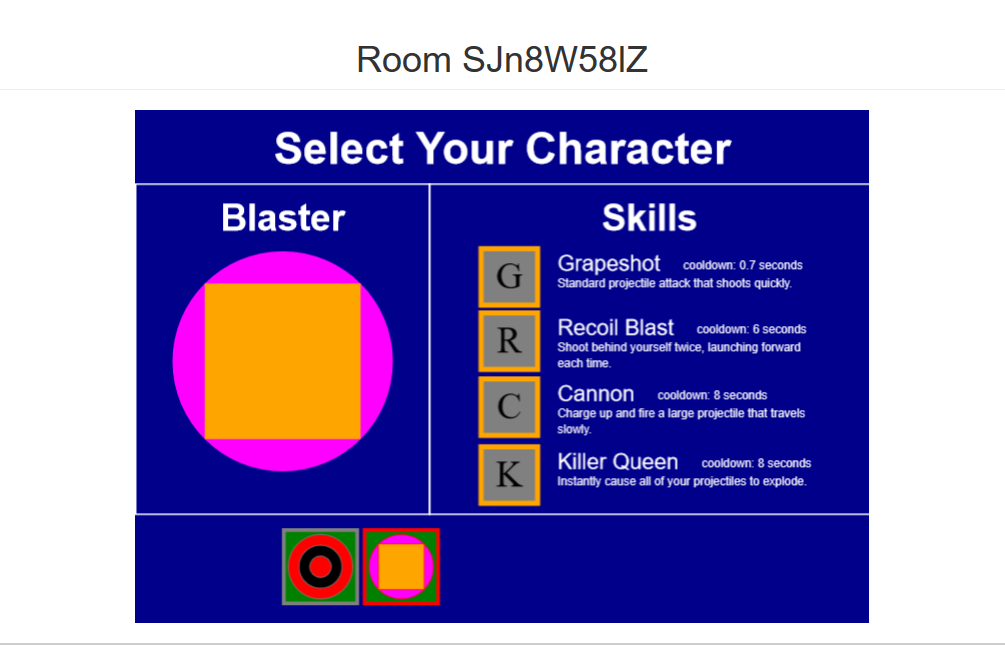 Room SJn8W58lZ
Select Your Character
Blaster
Skills
G
Grapeshot cooldown: 0.7 seconds
Standard projectile attack that shoots quickly.
R
Recoil Blast cooldown: 6 seconds
Shoot behind yourself twice, launching forward
each time.
C
Cannon cooldown: 8 seconds
Charge up and fire a large projectile that travels
slowly.
K
Killer Queen cooldown: 8 seconds
Instantly cause all of your projectiles to explode.